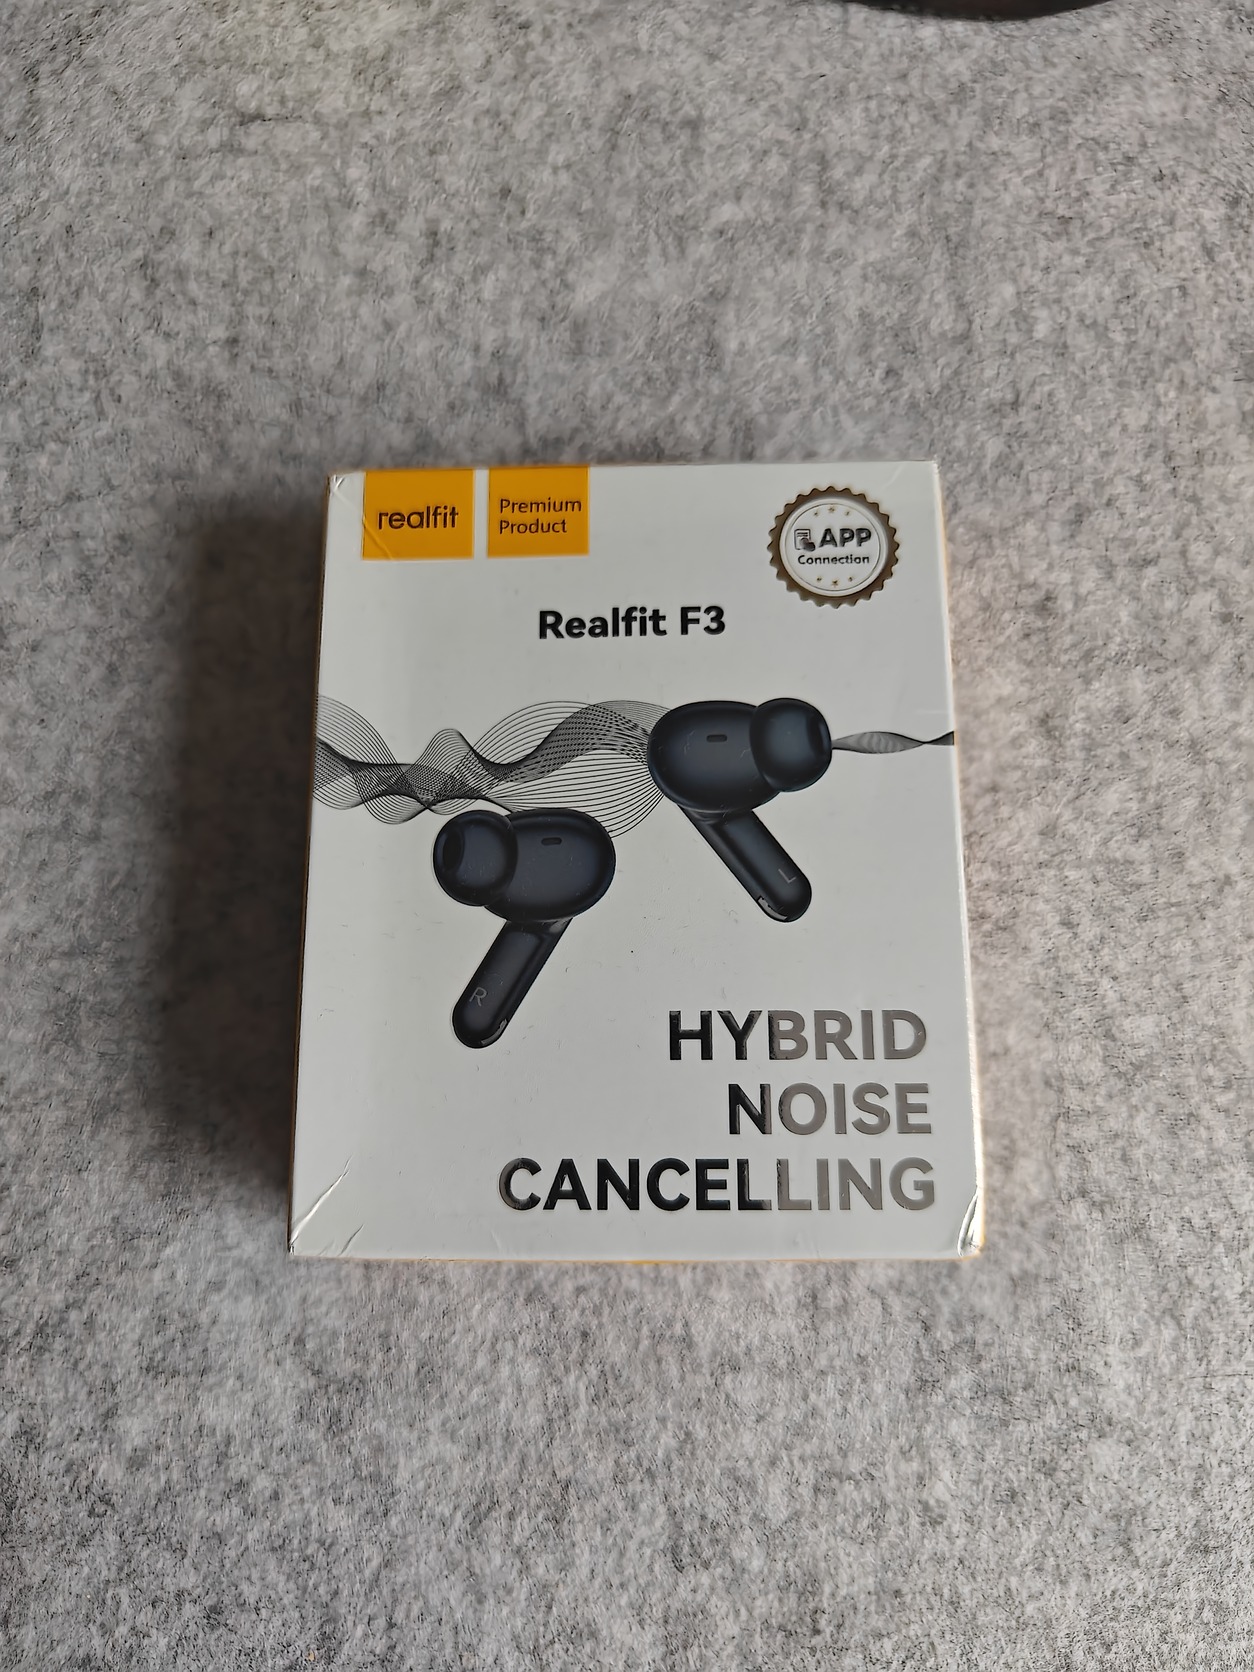 realfit
Premium
Product
APP
Connection
Realfit F3
L
R
HYBRID
NOISE
CANCELLING